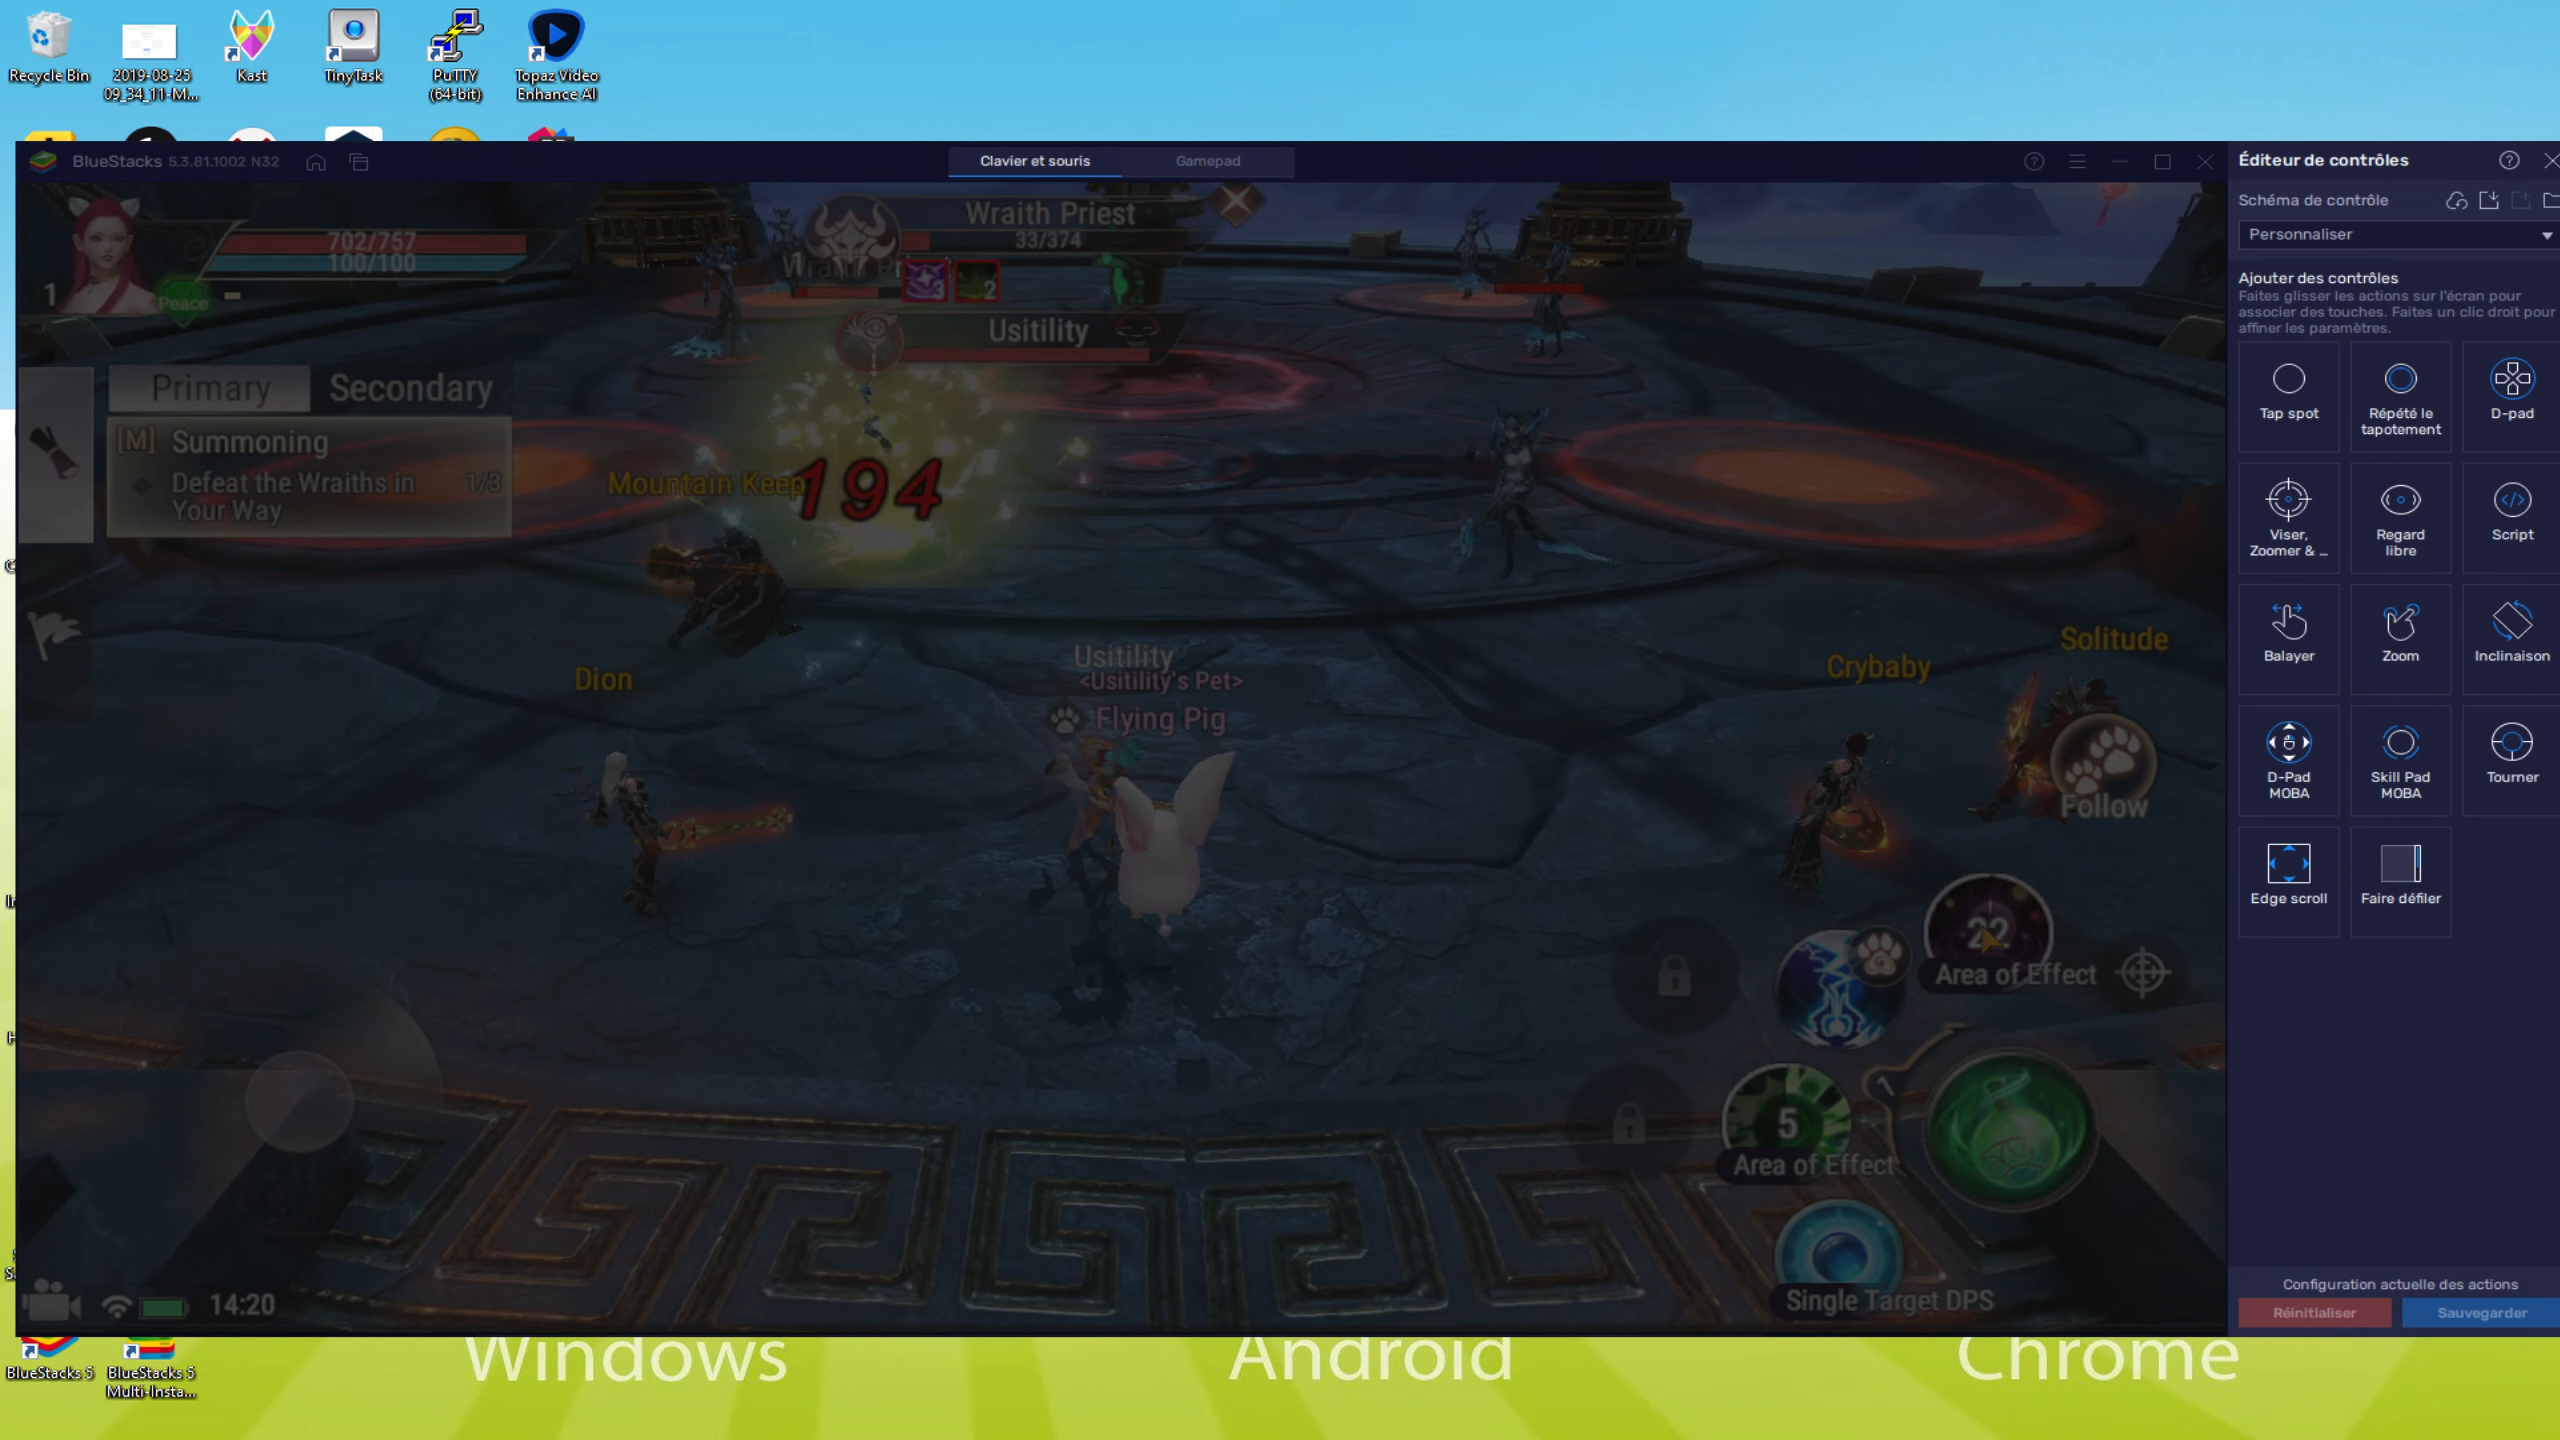 Recycle Bin
2019-08-25
09_34_11-M...
Kast
TinyTask
PuTTY
(64-bit)
Topaz Video
Enhance AI
BlueStacks 5.3.81.1002 N32
Clavier et souris
Gamepad
Éditeur de contrôles
Schéma de contrôle
Personnaliser
Ajouter des contrôles
Faites glisser les actions sur l'écran pour
associer des touches. Faites un clic droit pour
affiner les paramètres.
Tap spot
Répété le
tapotement
D-pad
Viser,
Zoomer & ...
Regard
libre
Script
Balayer
Zoom
Inclinaison
D-Pad
MOBA
Skill Pad
MOBA
Tourner
Edge scroll
Faire défiler
Configuration actuelle des actions
Réinitialiser
Sauvegarder
702/757
100/100
1
Peace
Wraith Priest
33/374
3
2
Usitility
Primary
Secondary
[M] Summoning
Defeat the Wraiths in
Your Way
1/3
Mountain Keep
194
Dion
Usitility
<Usitility's Pet>
Flying Pig
Crybaby
Solitude
Follow
22
Area of Effect
5
1
Area of Effect
Single Target DPS
14:20
BlueStacks 5
BlueStacks 5
Multi-Insta...
Windows
Android
Chrome